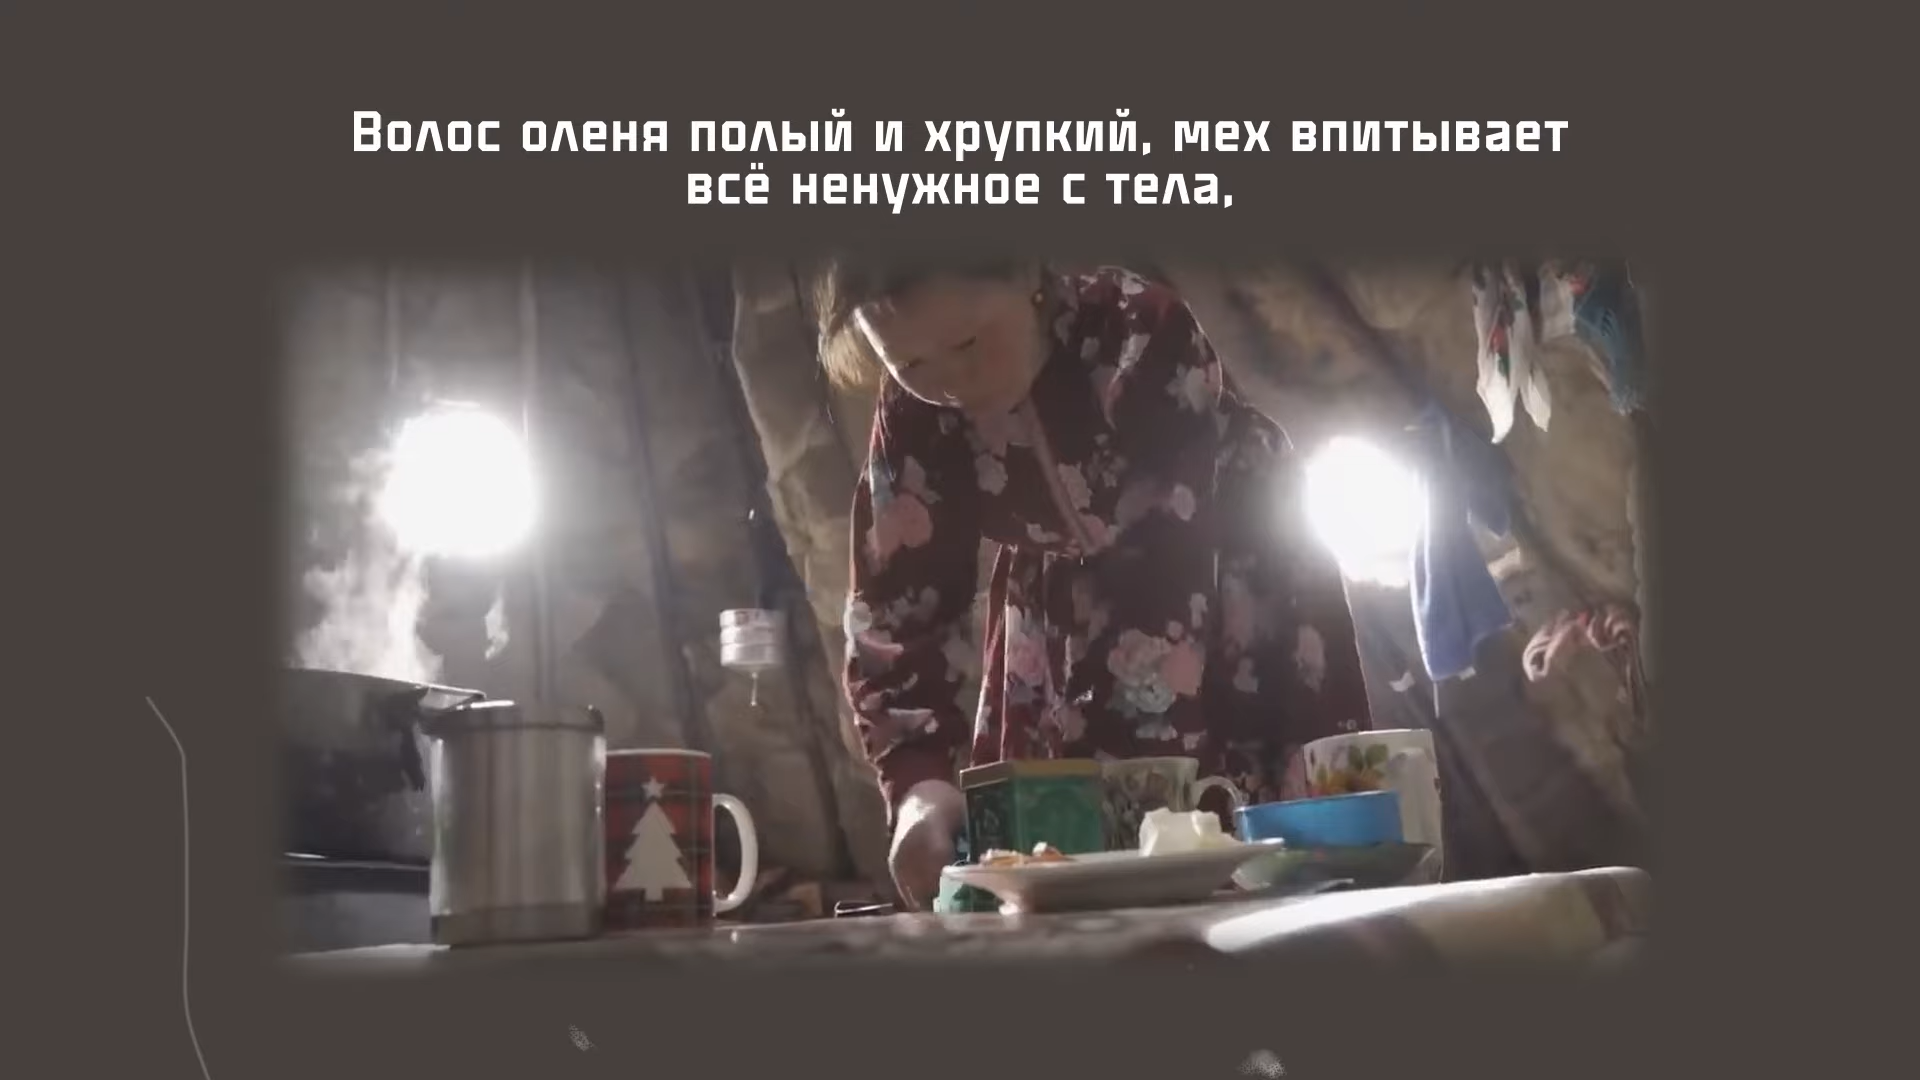 Волос оленя полый и хрупкий, мех впитывает
всё ненужное с тела,